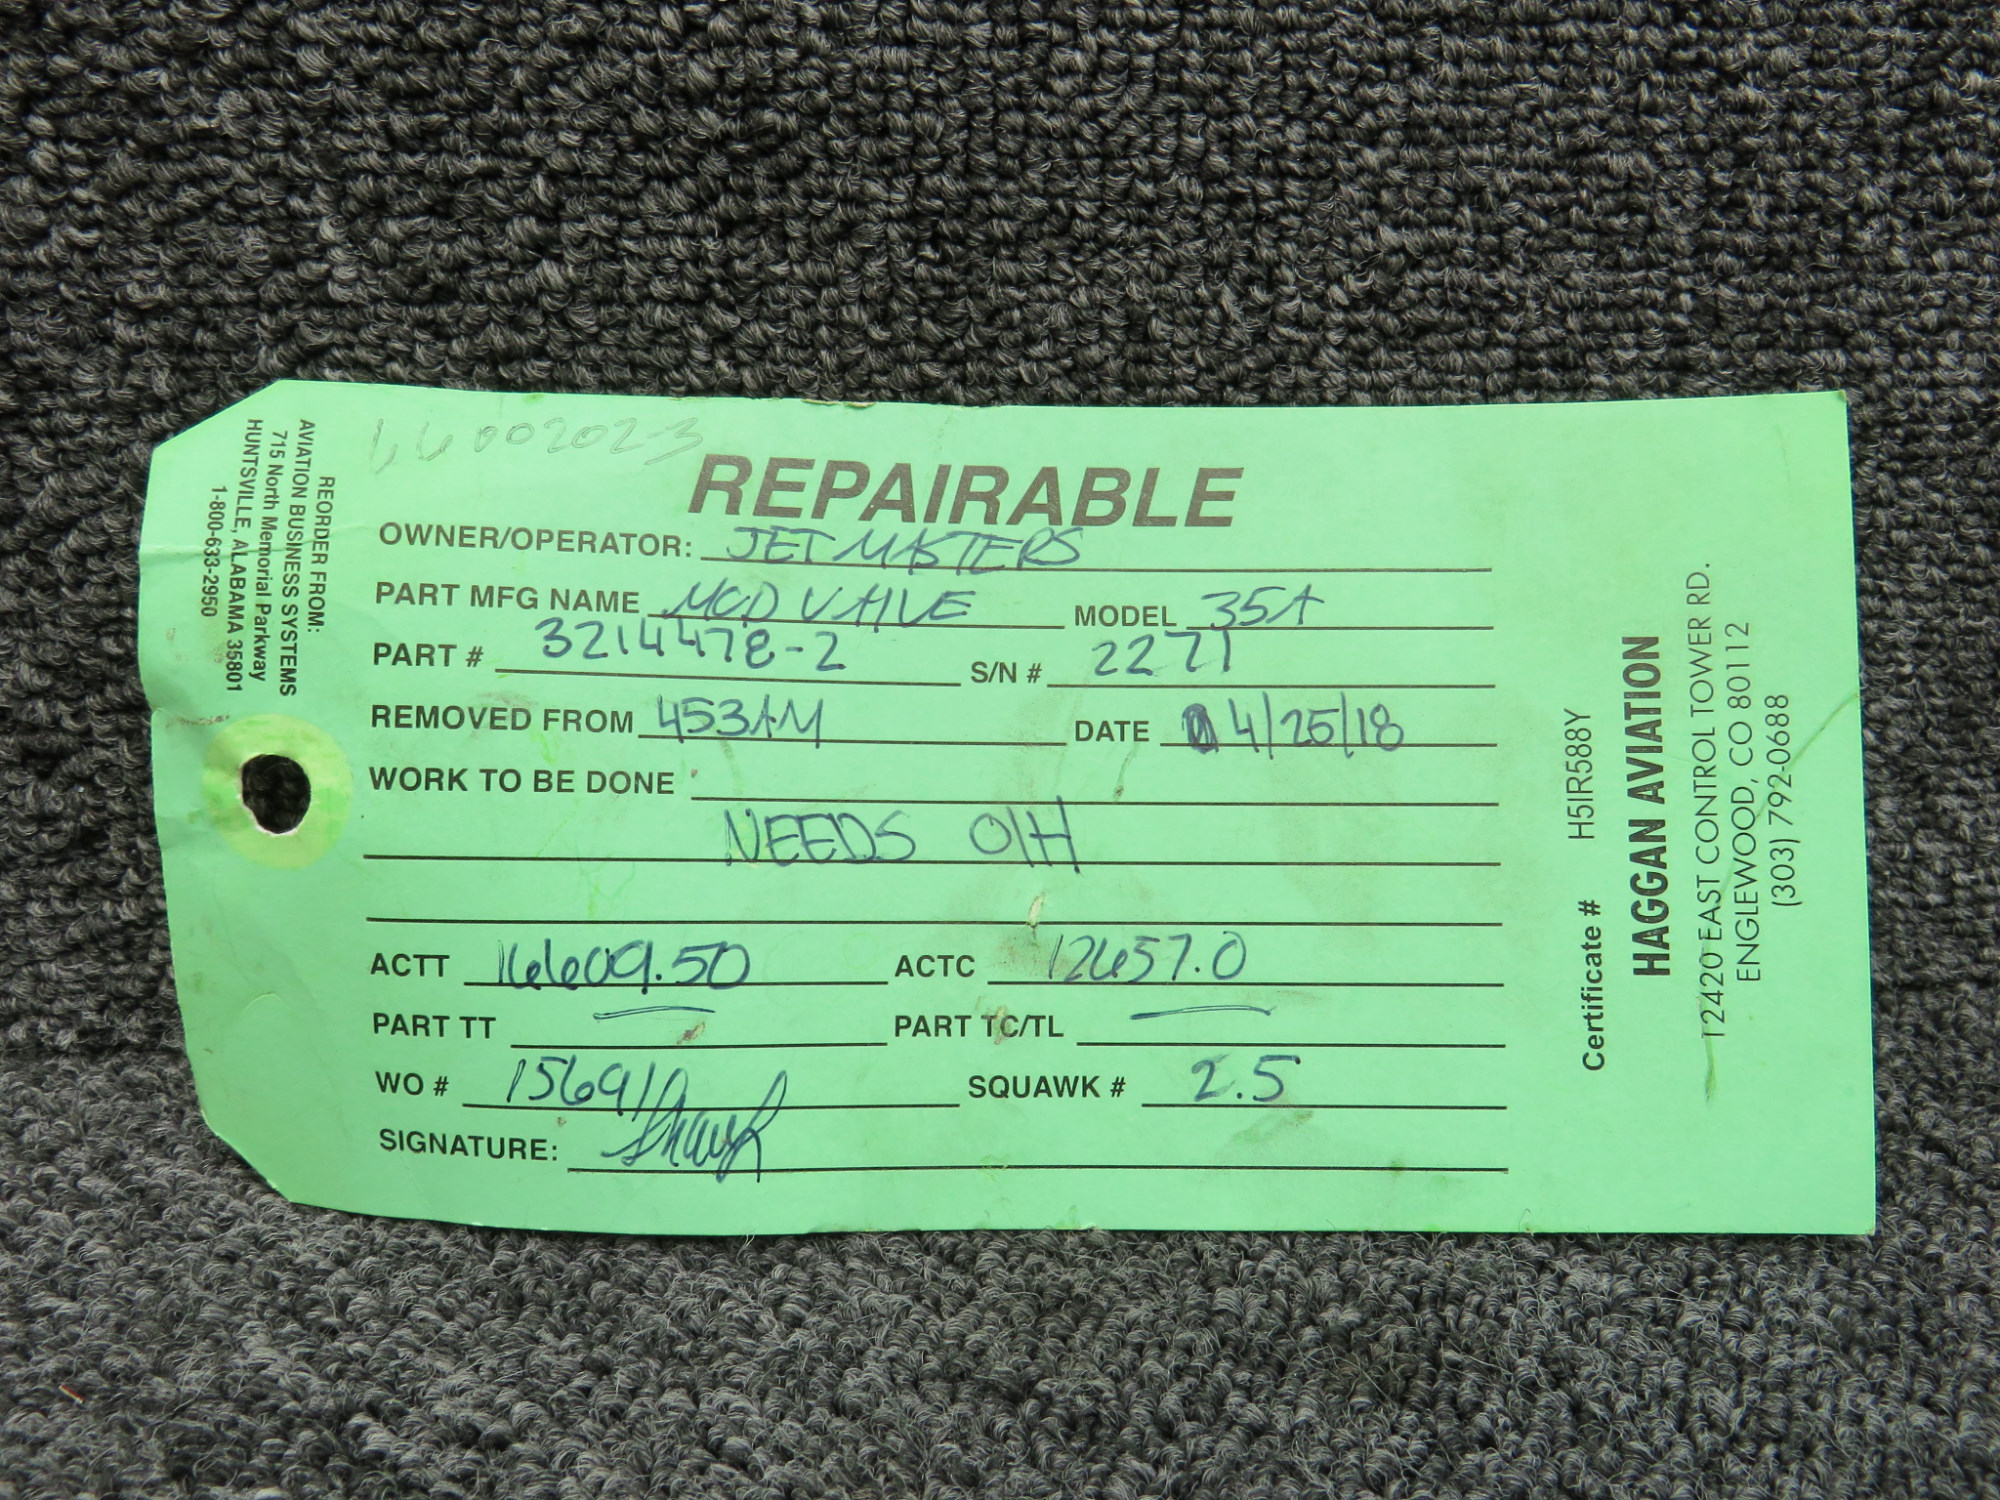 66002023
REPAIRABLE
OWNER/OPERATOR: JET MASTERS
PART MFG NAME MOD VALVE MODEL 35A
PART # 3214478-2 S/N # 2271
REMOVED FROM 453AM DATE 04/25/18
WORK TO BE DONE
NEEDS O/H
ACTT 16609.50 ACTC 12657.0
PART TT — PART TC/TL —
WO # 15691 SQUAWK # 2.5
SIGNATURE:
REORDER FROM:
AVIATION BUSINESS SYSTEMS
715 North Memorial Parkway
HUNTSVILLE, ALABAMA 35801
1-800-633-2950
Certificate # H5IR588Y
HAGGAN AVIATION
12420 EAST CONTROL TOWER RD.
ENGLEWOOD, CO 80112
(303) 792-0688